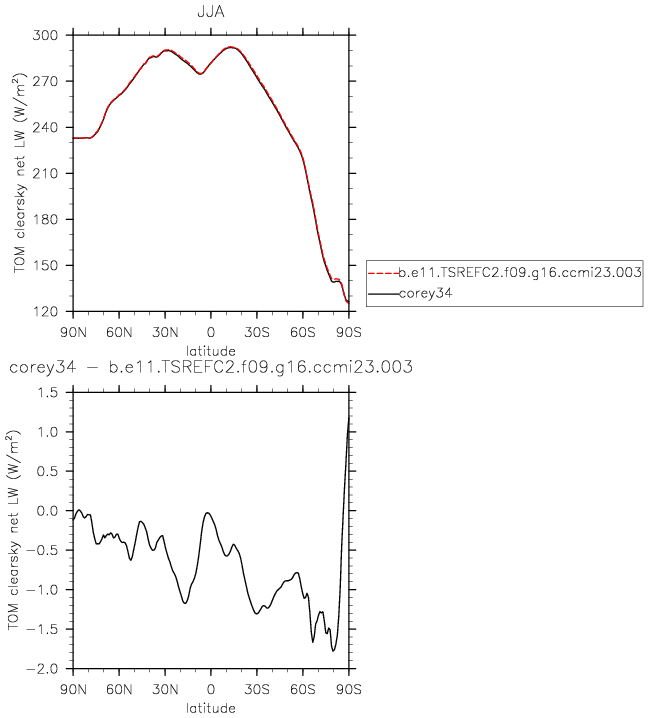 JJA
TOM clearsky net LW (W/m²)
300
270
240
210
180
150
120
90N 60N 30N 0 30S 60S 90S
latitude
b.e11.TSREFC2.f09.g16.ccmi23.003
corey34
corey34 – b.e11.TSREFC2.f09.g16.ccmi23.003
TOM clearsky net LW (W/m²)
1.5
1.0
0.5
0.0
−0.5
−1.0
−1.5
−2.0
90N 60N 30N 0 30S 60S 90S
latitude